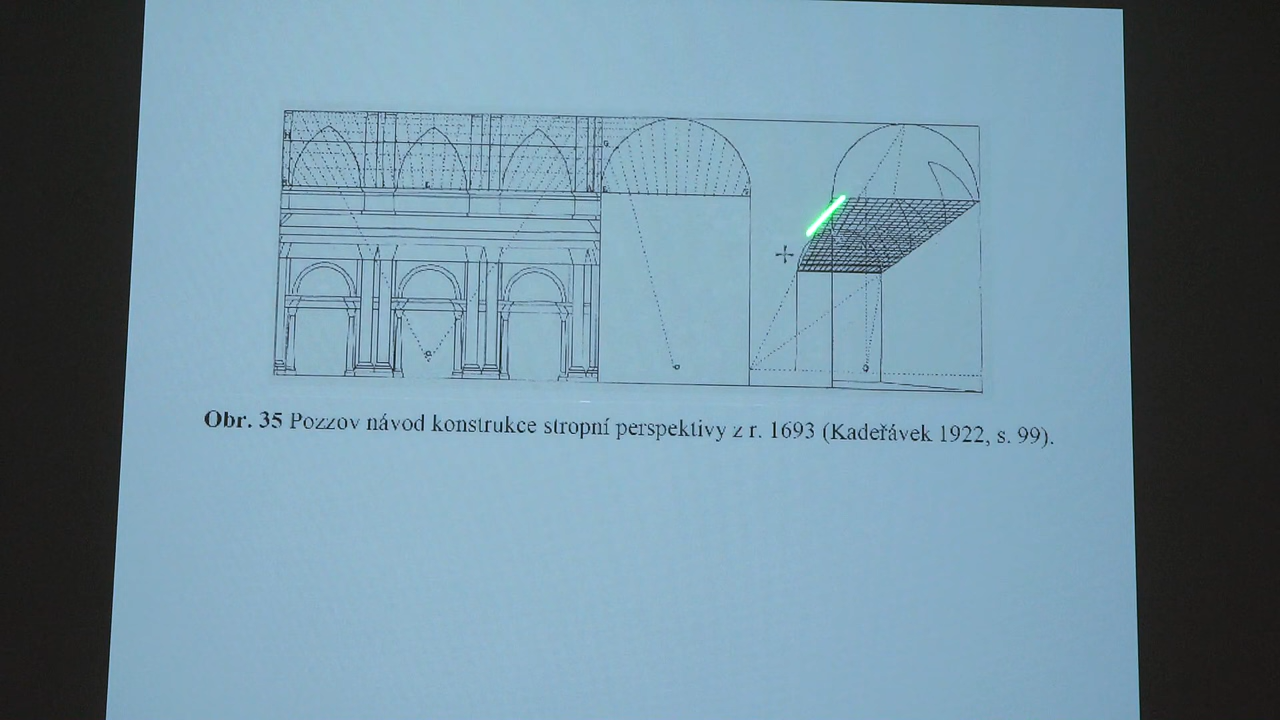 Obr. 35 Pozzov návod konstrukce stropní perspektivy z r. 1693 (Kadeřávek 1922, s. 99).